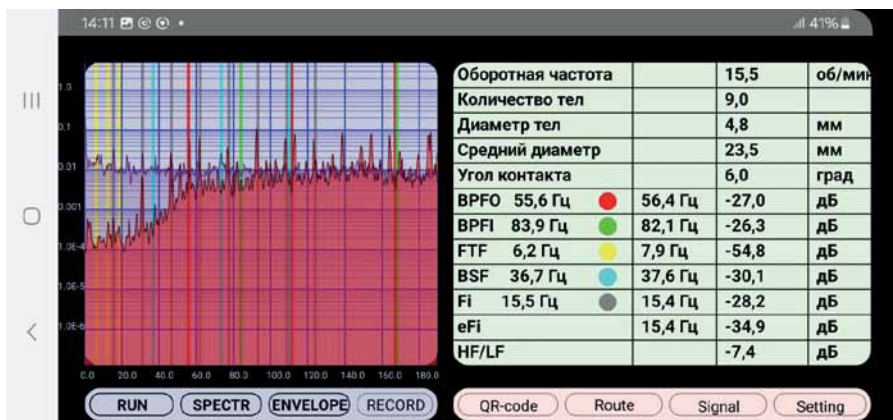 14:11
41%
1.0
0.1
0.01
0.001
1.0E-4
1.0E-5
1.0E-6
0.0 20.0 40.0 60.0 80.0 100.0 120.0 140.0 160.0 180.0
RUN SPECTR ENVELOPE RECORD
Оборотная частота 15,5 об/мин
Количество тел 9,0
Диаметр тел 4,8 мм
Средний диаметр 23,5 мм
Угол контакта 6,0 град
BPFO 55,6 Гц 56,4 Гц -27,0 дБ
BPFI 83,9 Гц 82,1 Гц -26,3 дБ
FTF 6,2 Гц 7,9 Гц -54,8 дБ
BSF 36,7 Гц 37,6 Гц -30,1 дБ
Fi 15,5 Гц 15,4 Гц -28,2 дБ
eFi 15,4 Гц -34,9 дБ
HF/LF -7,4 дБ
QR-code Route Signal Setting